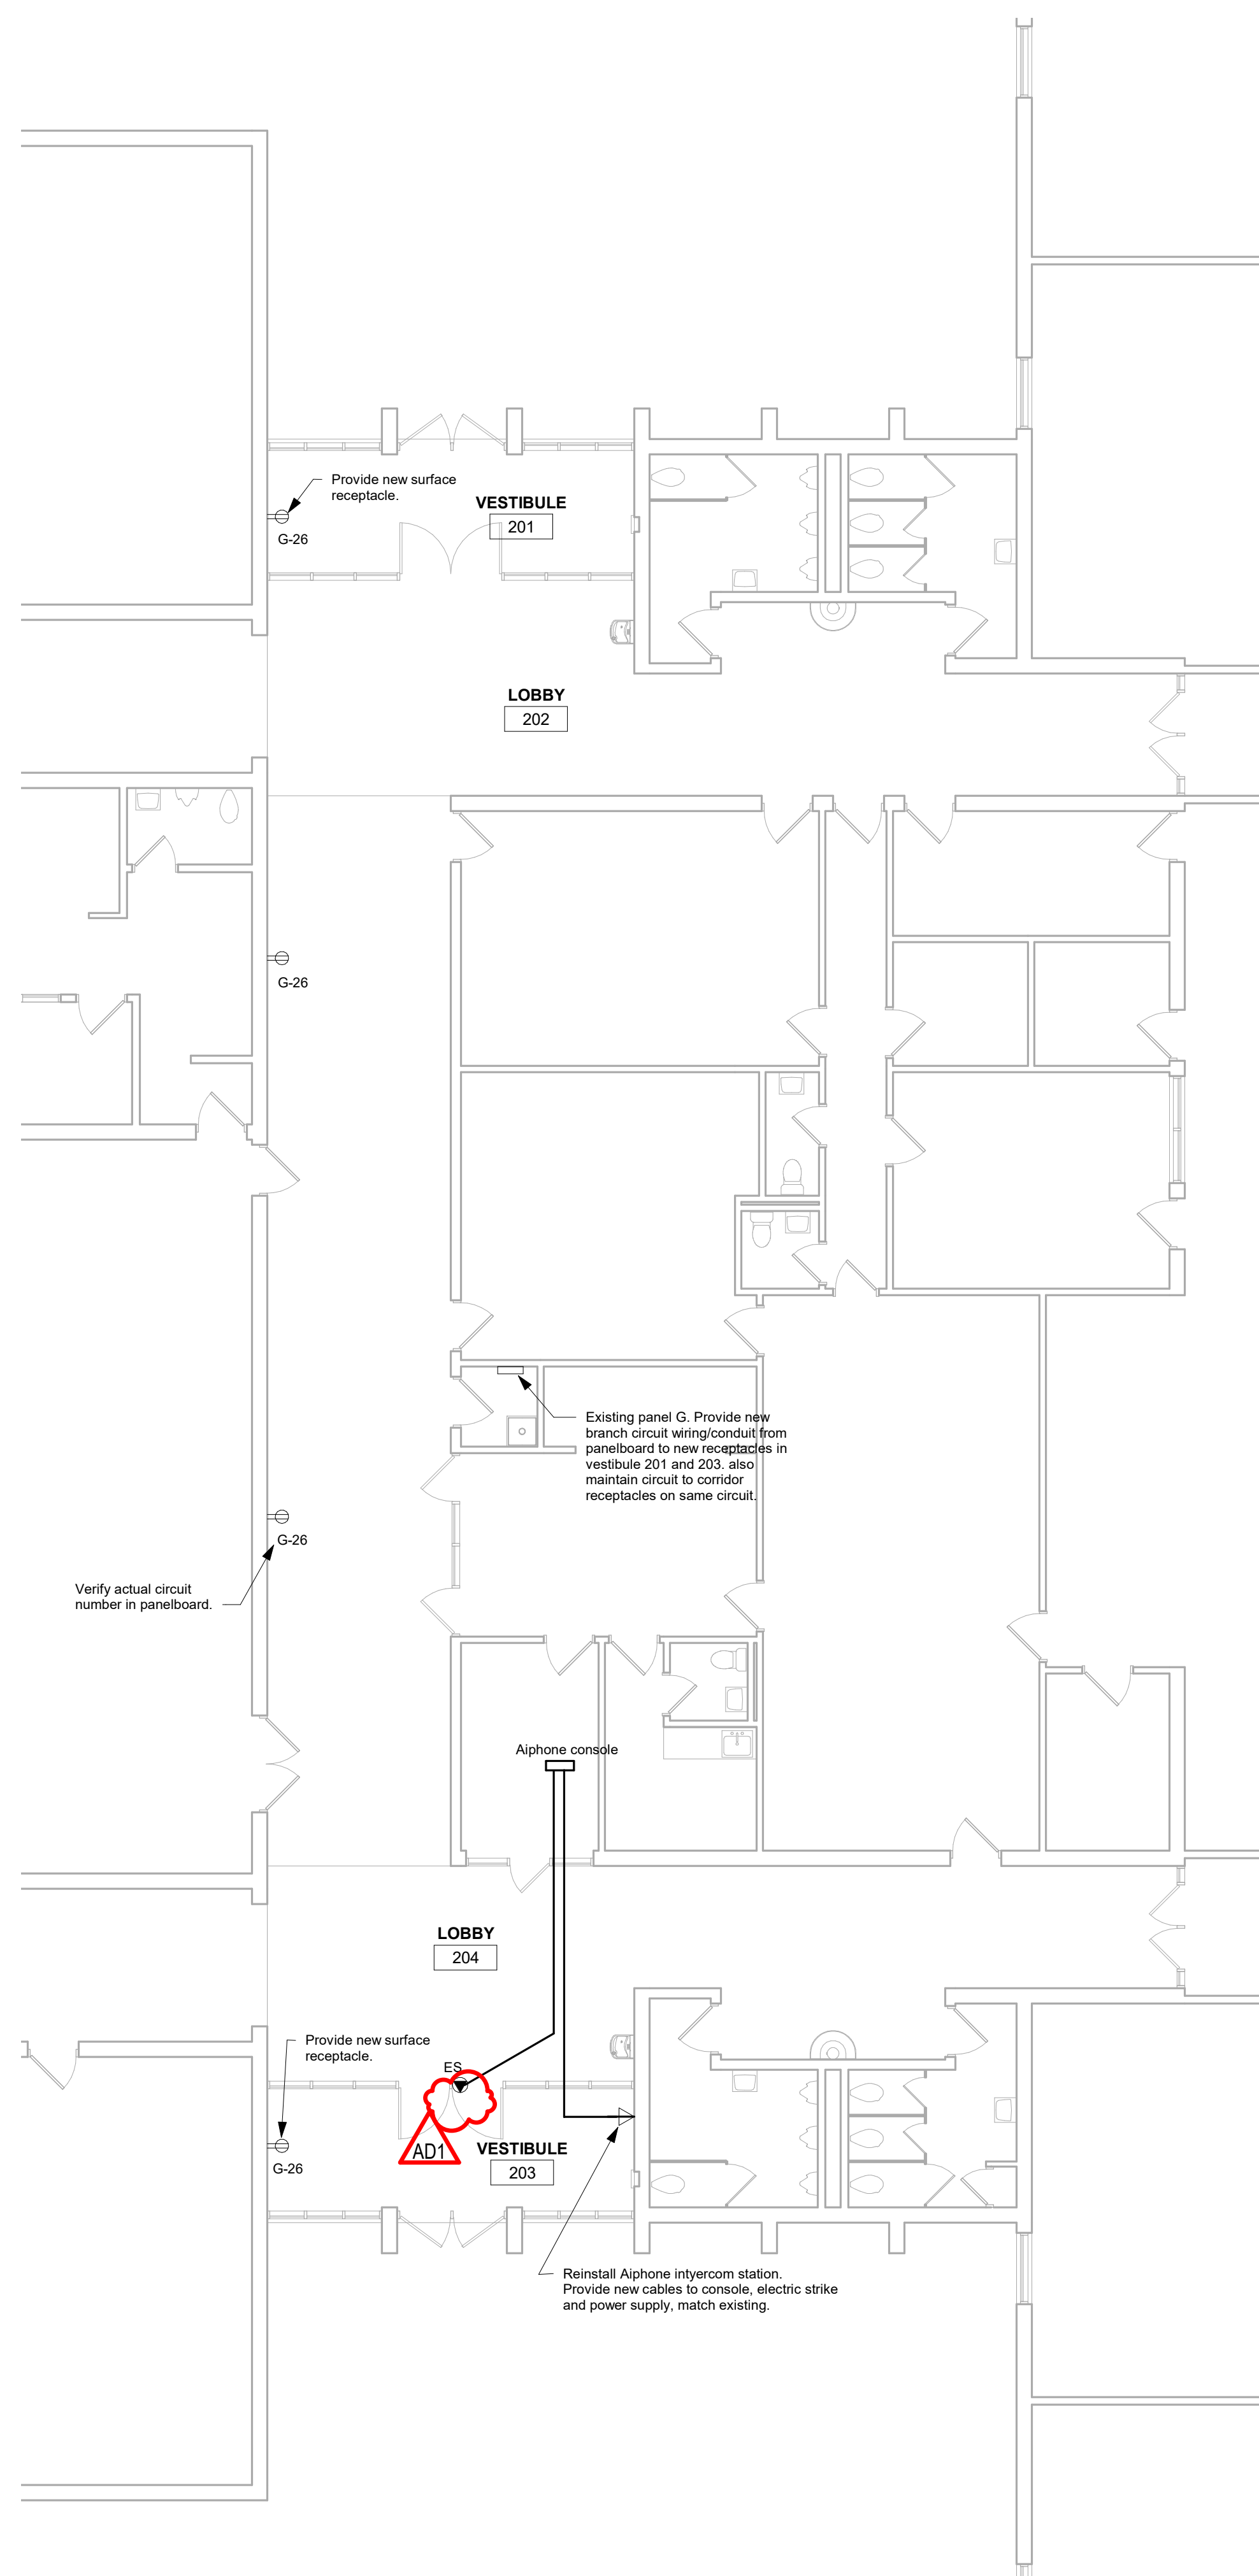 Provide new surface
receptacle.
G-26
VESTIBULE
201
LOBBY
202
G-26
Existing panel G. Provide new
branch circuit wiring/conduit from
panelboard to new receptacles in
vestibule 201 and 203. also
maintain circuit to corridor
receptacles on same circuit.
G-26
Verify actual circuit
number in panelboard.
Aiphone console
LOBBY
204
Provide new surface
receptacle.
ES
G-26
AD1
VESTIBULE
203
Reinstall Aiphone intyercom station.
Provide new cables to console, electric strike
and power supply, match existing.